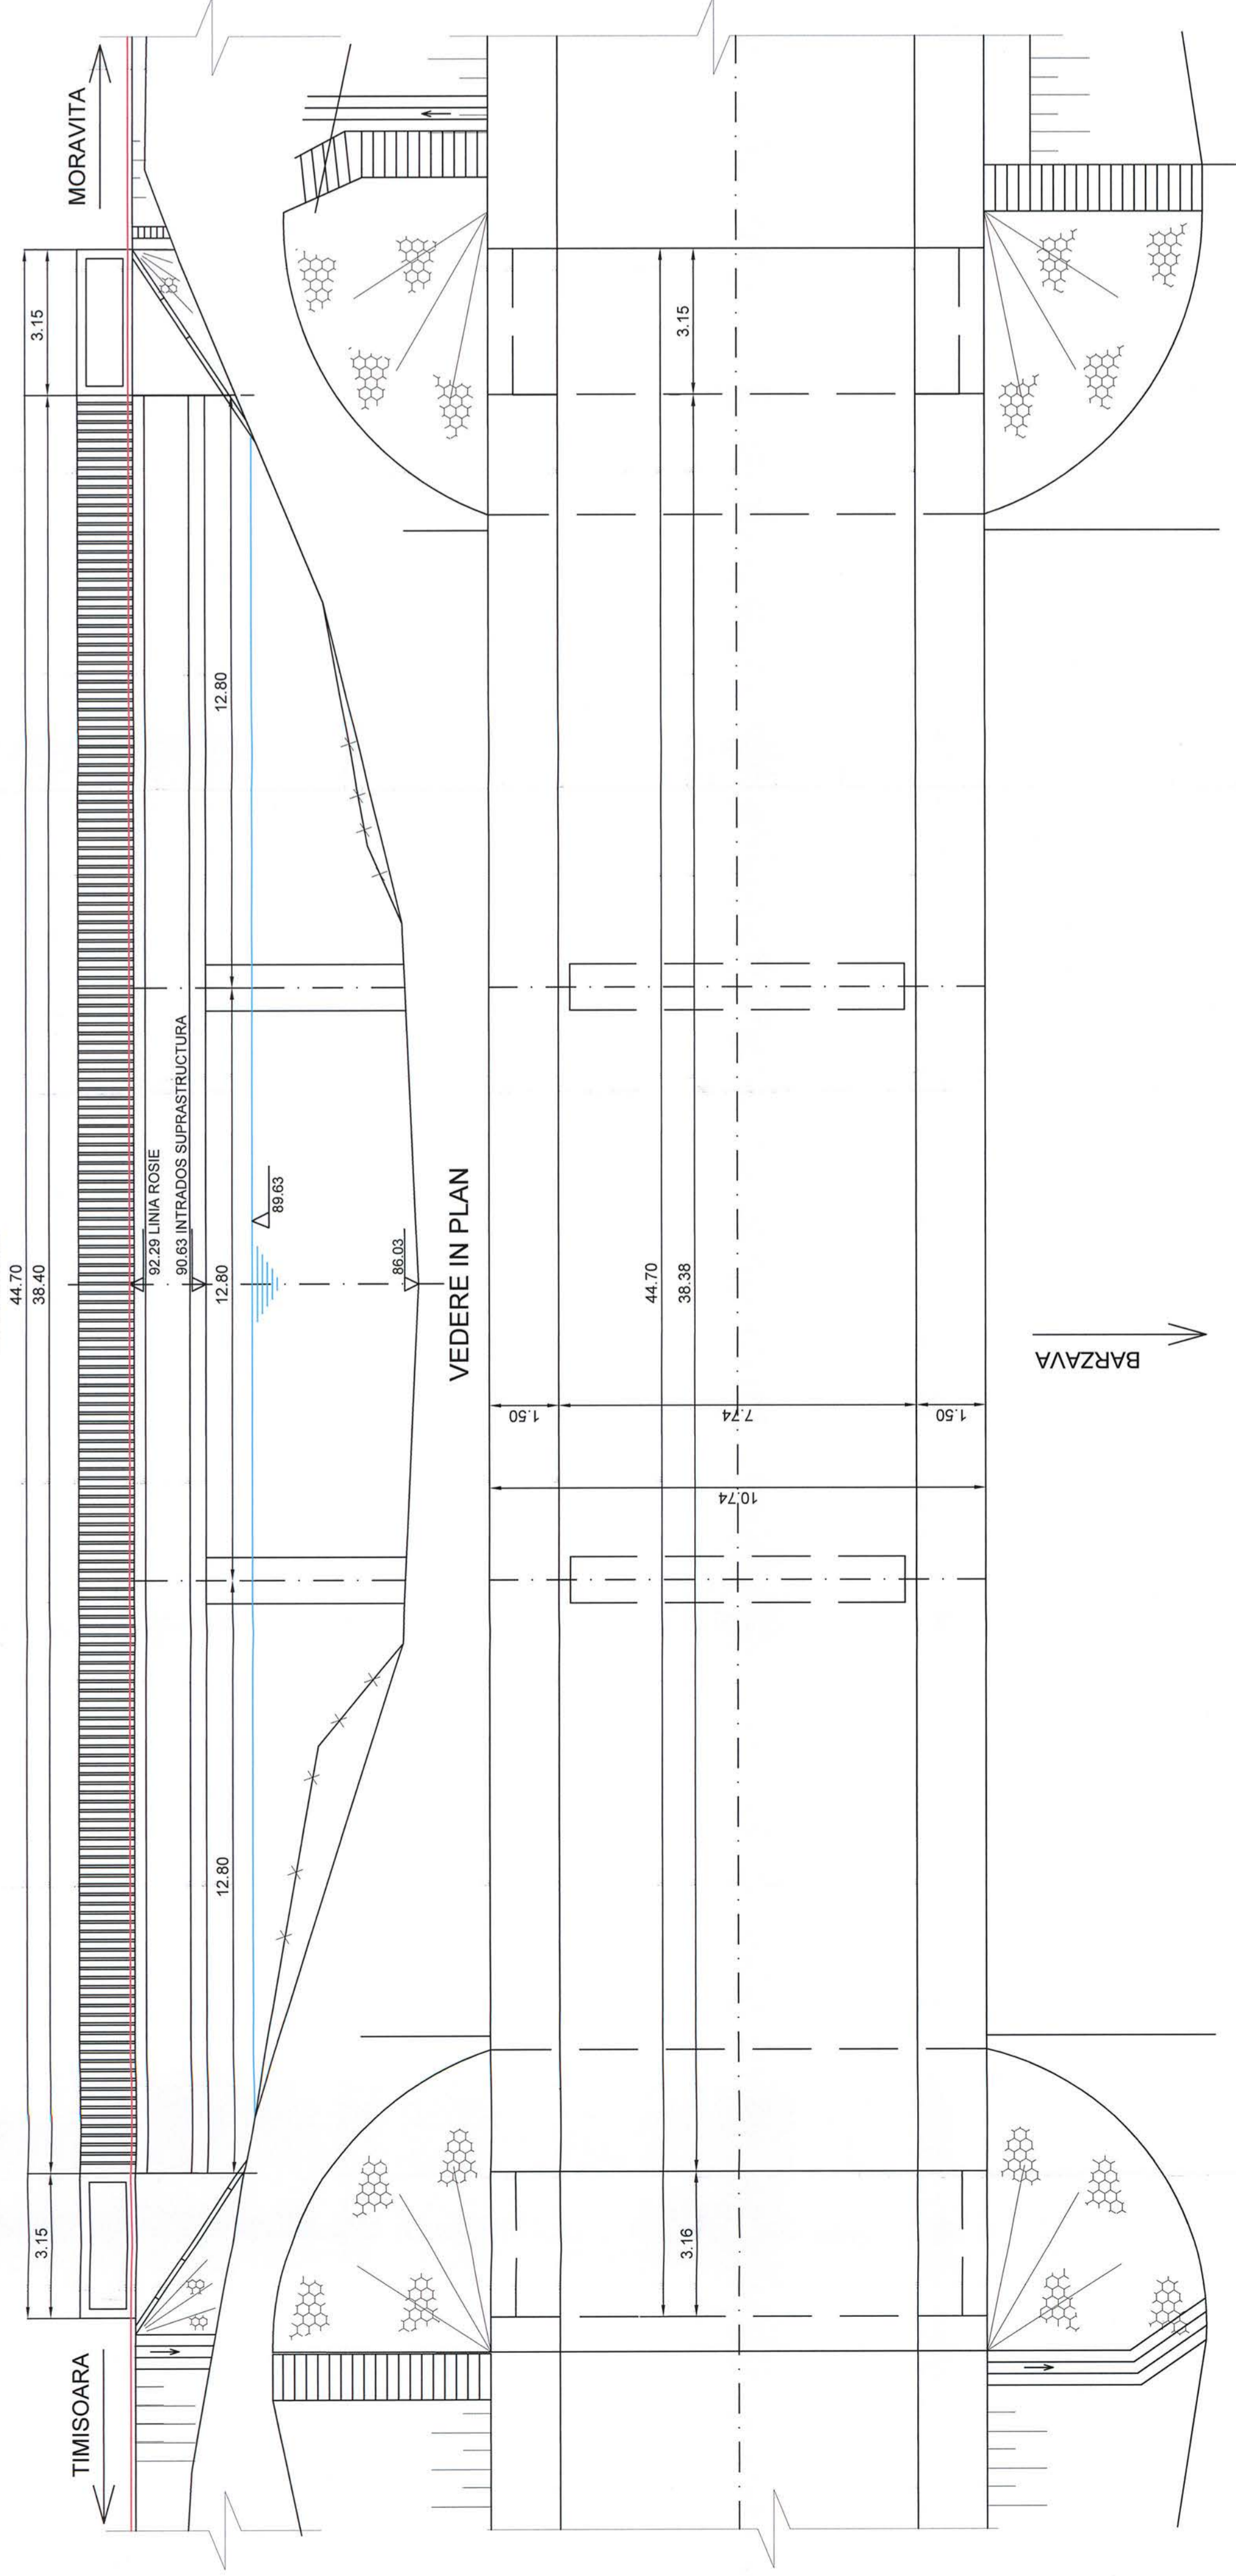 TIMISOARA
MORAVITA
44.70
3.15
38.40
3.15
92.29 LINIA ROSIE
90.63 INTRADOS SUPRASTRUCTURA
12.80
12.80
12.80
89.63
86.03
VEDERE IN PLAN
1.50
7.74
1.50
10.74
44.70
3.16
38.38
3.15
BARZAVA